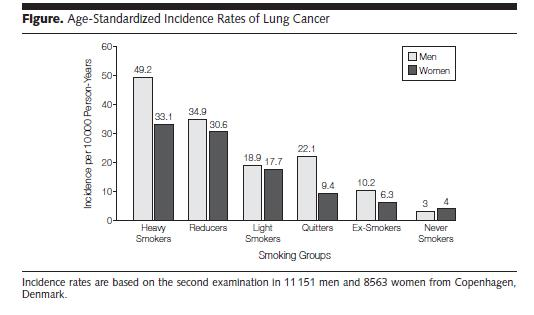 Figure. Age-Standardized Incidence Rates of Lung Cancer
Men
Women
Incidence per 10 000 Person-Years
60
50
40
30
20
10
0
49.2
33.1
34.9
30.6
18.9
17.7
22.1
9.4
10.2
6.3
3
4
Heavy
Smokers
Reducers
Light
Smokers
Quitters
Ex-Smokers
Never
Smokers
Smoking Groups
Incidence rates are based on the second examination in 11 151 men and 8563 women from Copenhagen,
Denmark.